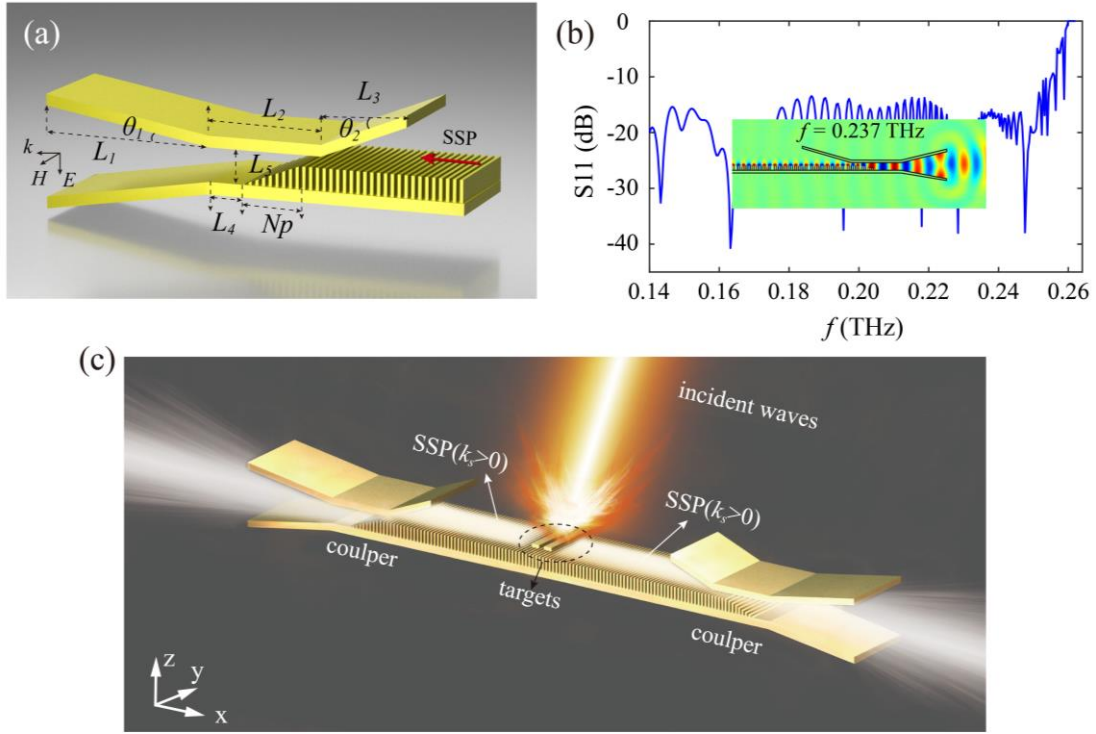 (a)
L₂
L₃
θ₁
θ₂
SSP
k
L₁
L₅
H
E
L₄
Np
(b)
S11 (dB)
0
-10
-20
-30
-40
f = 0.237 THz
0.14
0.16
0.18
0.20
0.22
0.24
0.26
f (THz)
(c)
incident waves
SSP(kₛ>0)
SSP(kₛ>0)
coulper
targets
coulper
z
y
x